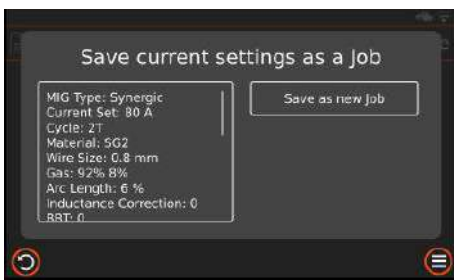 Save current settings as a Job
MIG Type: Synergic
Current Set: 80 A
Cycle: 2T
Material: SG2
Wire Size: 0.8 mm
Gas: 92% 8%
Arc Length: 6 %
Inductance Correction: 0
BBT: 0
Save as new Job